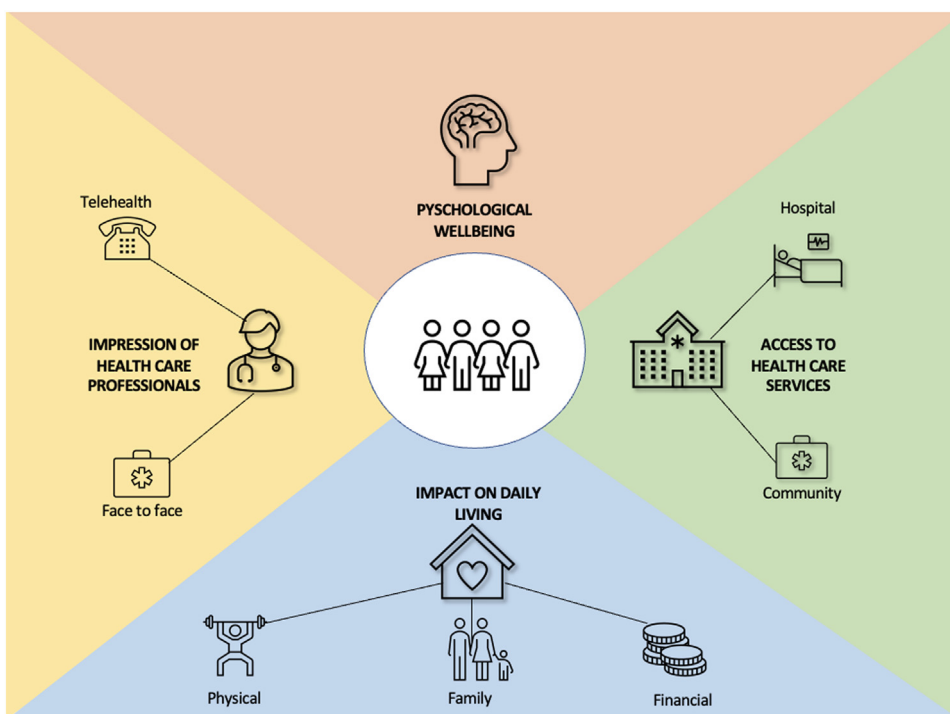 PYSCHOLOGICAL
WELLBEING
Telehealth
IMPRESSION OF
HEALTH CARE
PROFESSIONALS
Face to face
Hospital
ACCESS TO
HEALTH CARE
SERVICES
Community
IMPACT ON DAILY
LIVING
Physical
Family
Financial